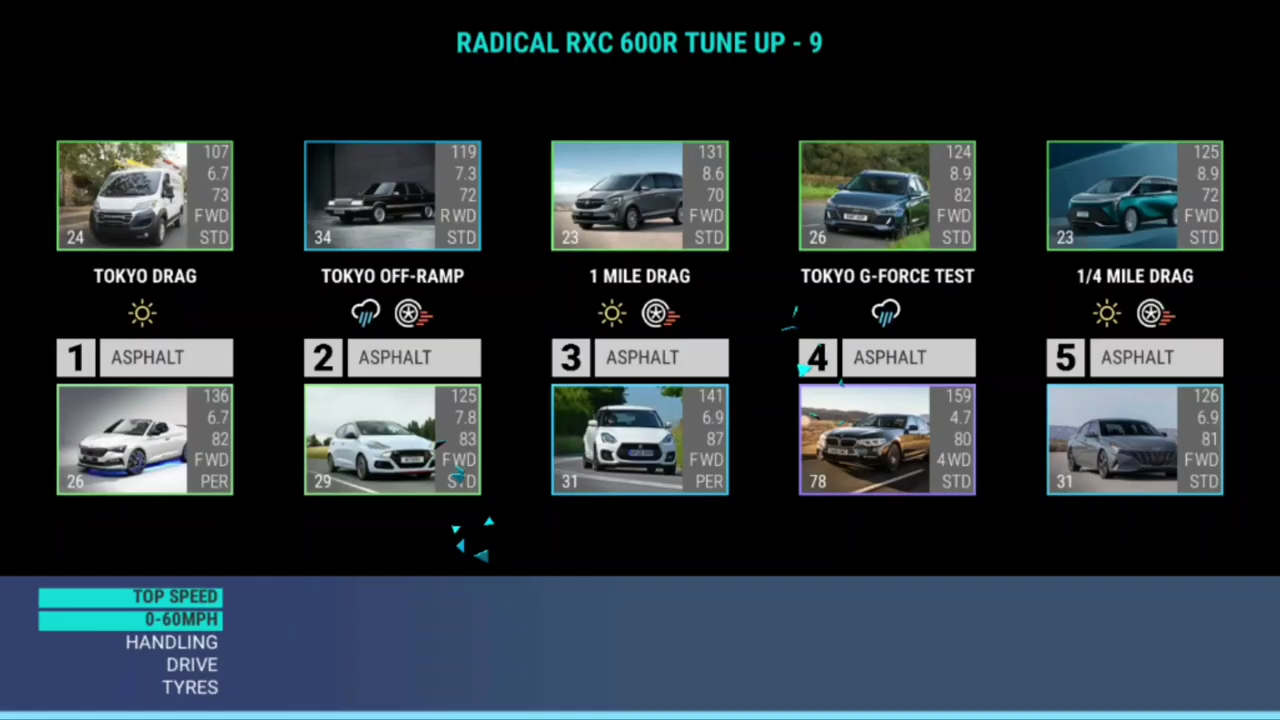 RADICAL RXC 600R TUNE UP - 9
107
6.7
73
FWD
STD
24
119
7.3
72
RWD
STD
34
131
8.6
70
FWD
STD
23
124
8.9
82
FWD
STD
26
125
8.9
72
FWD
STD
23
TOKYO DRAG
TOKYO OFF-RAMP
1 MILE DRAG
TOKYO G-FORCE TEST
1/4 MILE DRAG
1 ASPHALT
2 ASPHALT
3 ASPHALT
4 ASPHALT
5 ASPHALT
136
6.7
82
FWD
PER
26
125
7.8
83
FWD
STD
29
141
6.9
87
FWD
PER
31
159
4.7
80
4WD
STD
78
126
6.9
81
FWD
STD
31
TOP SPEED
0-60MPH
HANDLING
DRIVE
TYRES